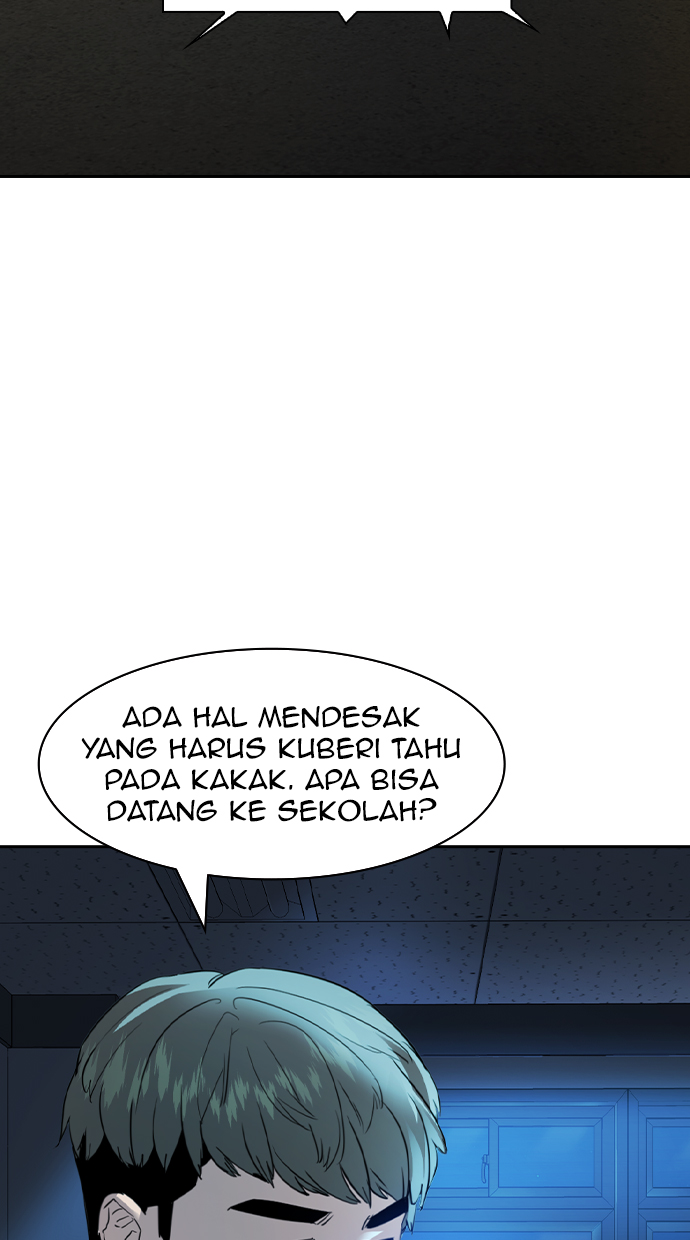 ADA HAL MENDESAK
YANG HARUS KUBERI TAHU
PADA KAKAK. APA BISA
DATANG KE SEKOLAH?